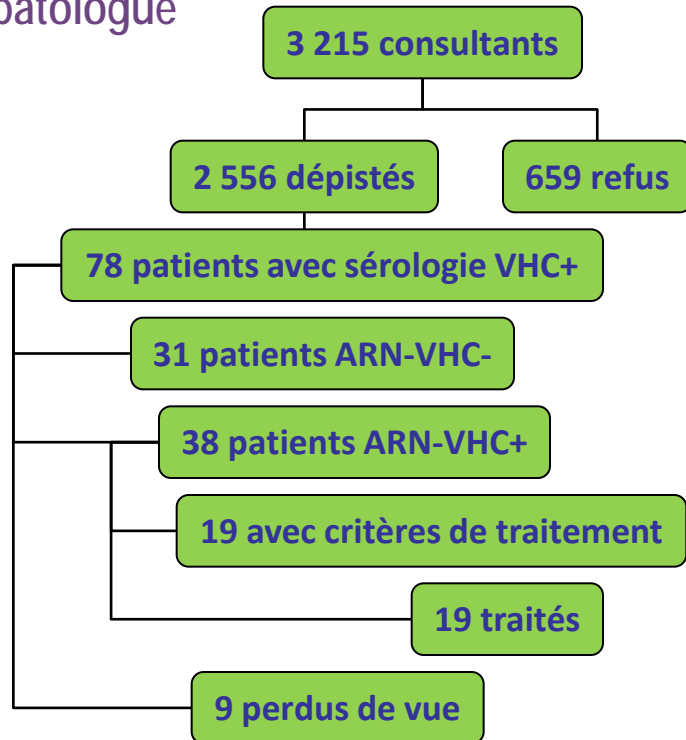 3 215 consultants
2 556 dépistés
659 refus
78 patients avec sérologie VHC+
31 patients ARN-VHC-
38 patients ARN-VHC+
19 avec critères de traitement
19 traités
9 perdus de vue